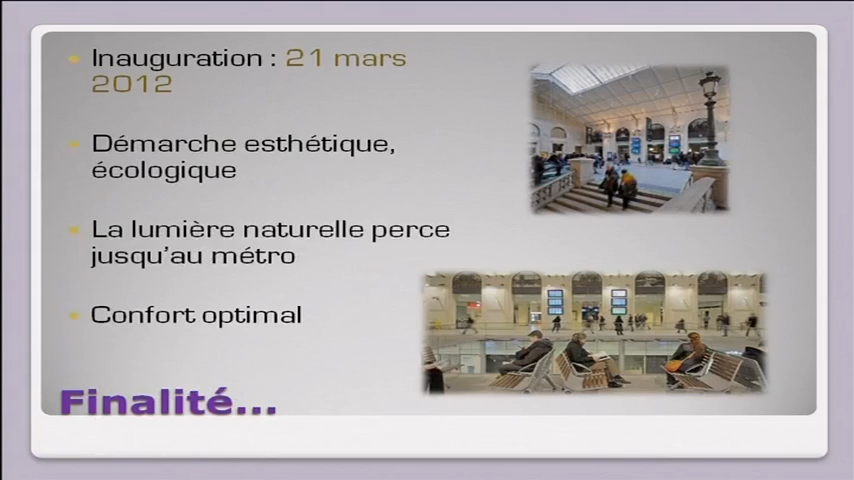 Inauguration : 21 mars
2012
Démarche esthétique,
écologique
La lumière naturelle perce
jusqu'au métro
Confort optimal
Finalité...